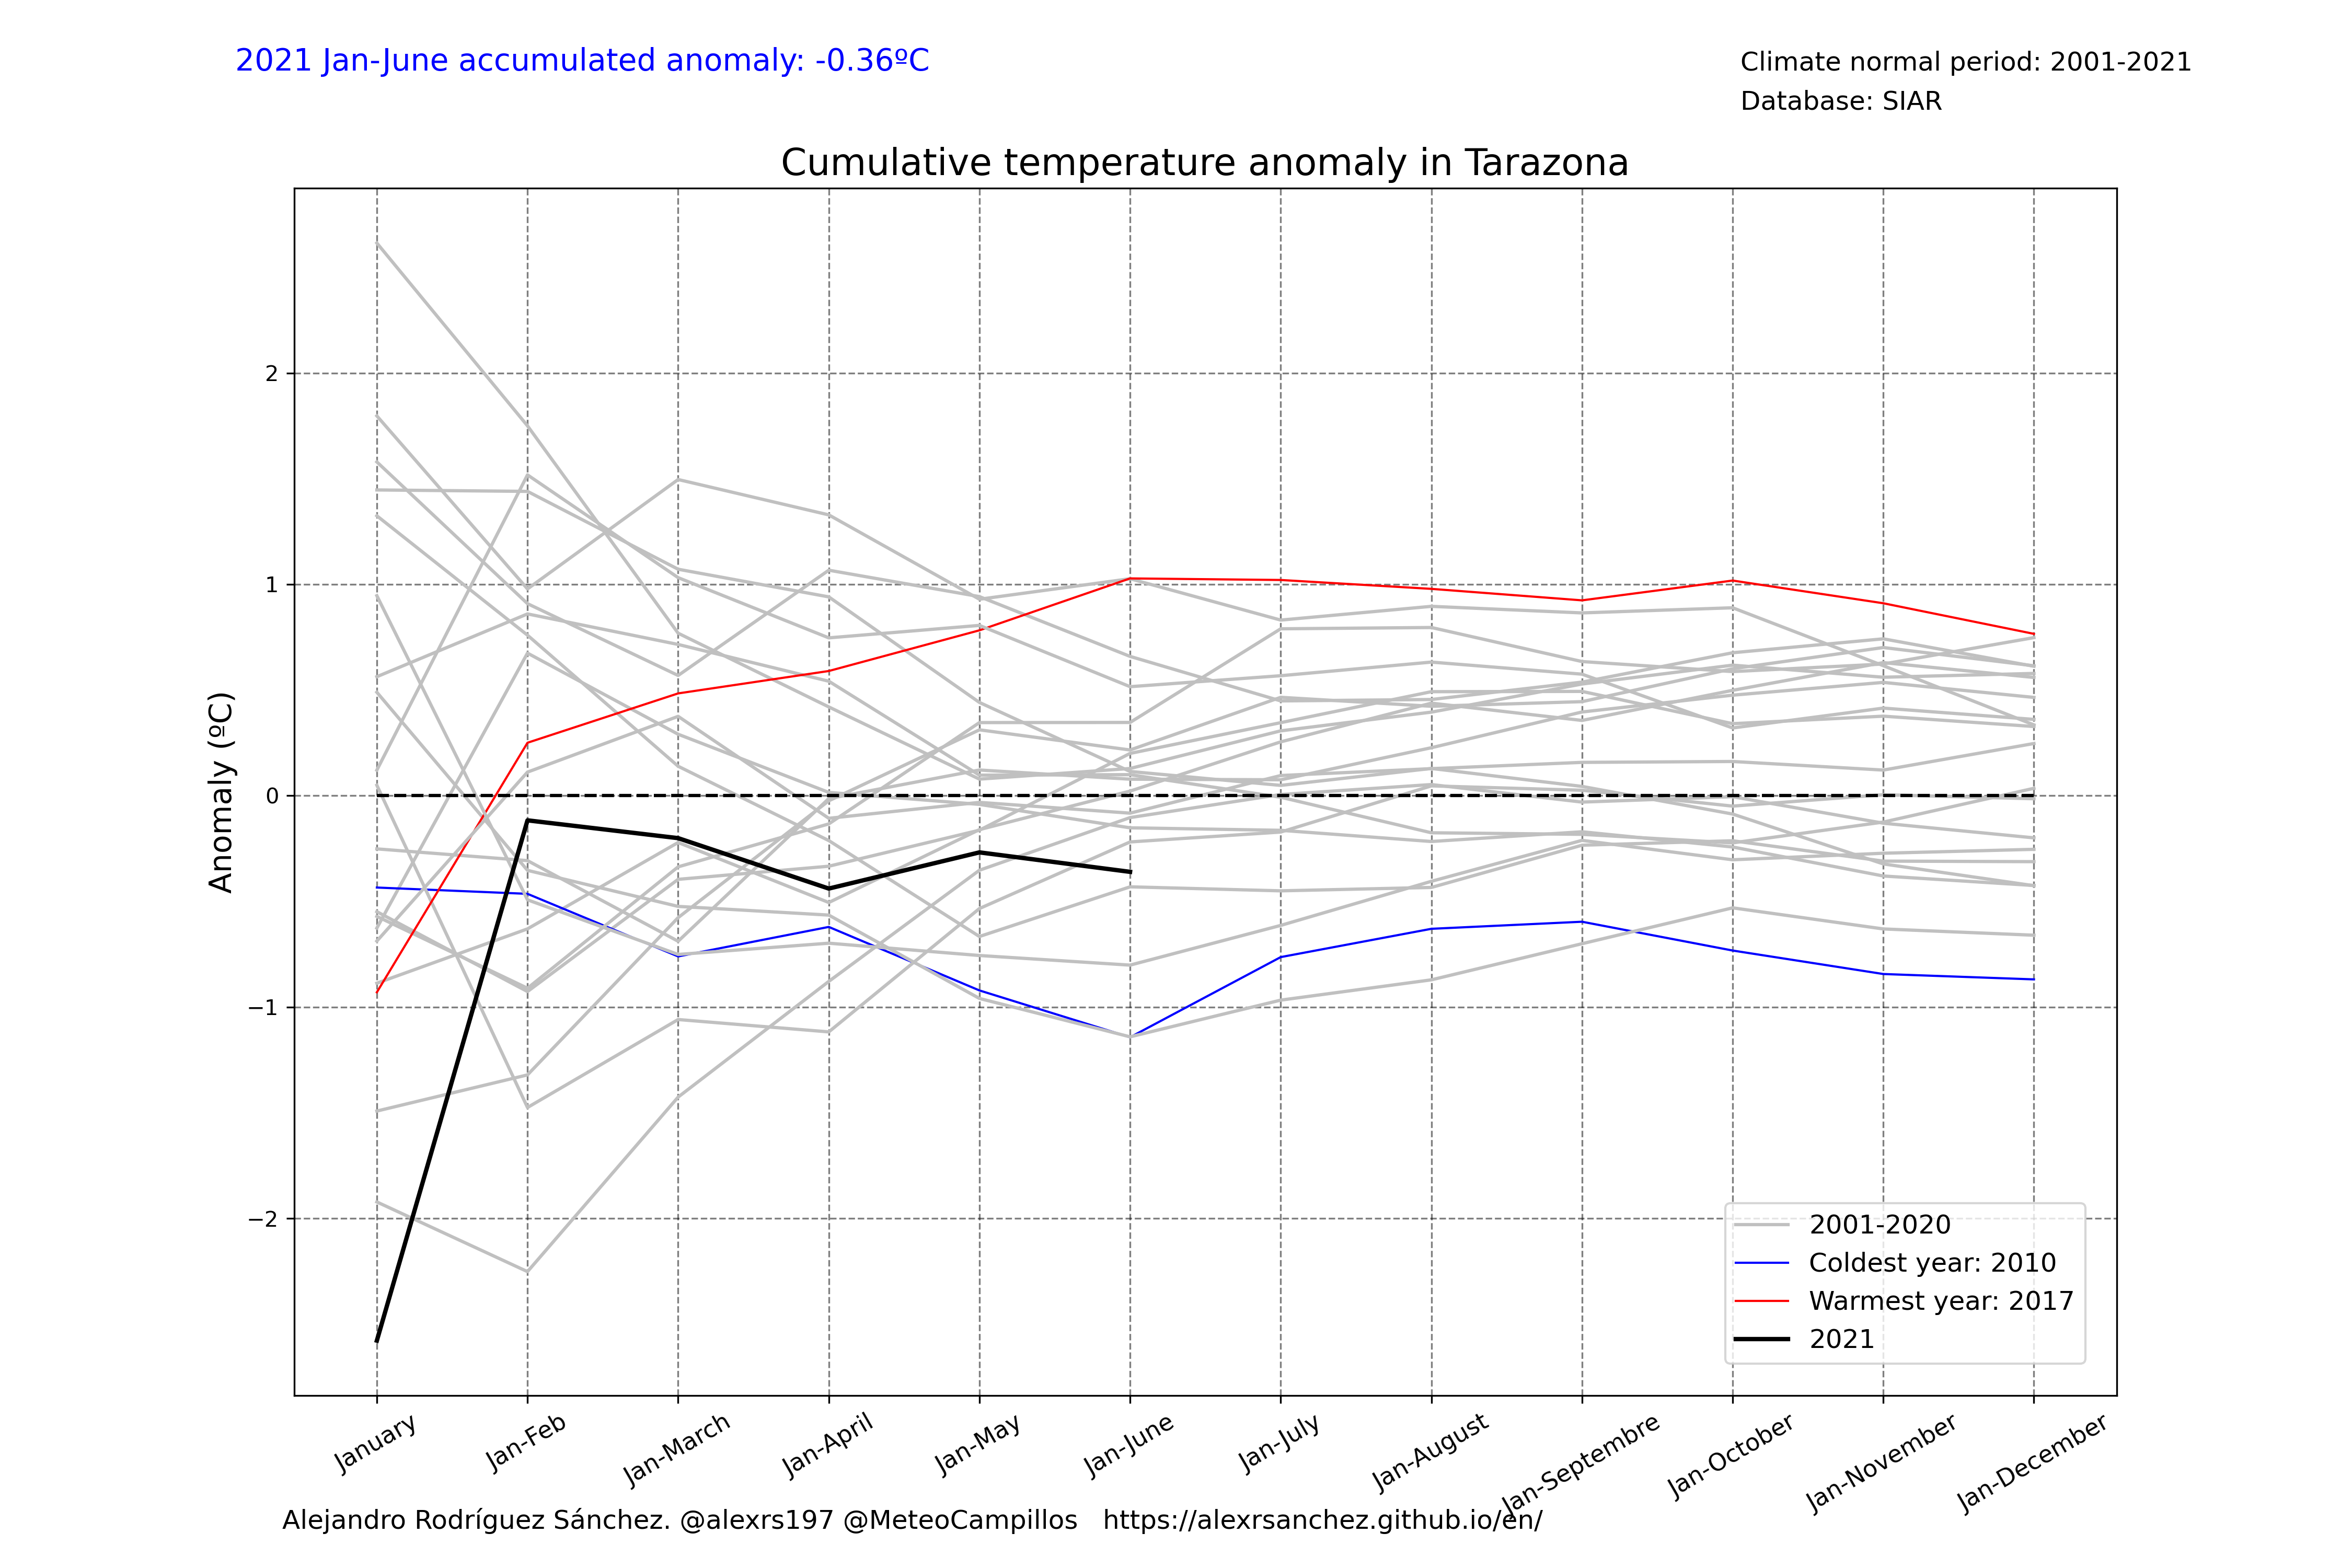 2021 Jan-June accumulated anomaly: -0.36ºC
Climate normal period: 2001-2021
Database: SIAR
Cumulative temperature anomaly in Tarazona
Anomaly (ºC)
2
1
0
−1
−2
2001-2020
Coldest year: 2010
Warmest year: 2017
2021
January
Jan-Feb
Jan-March
Jan-April
Jan-May
Jan-June
Jan-July
Jan-August
Jan-Septembre
Jan-October
Jan-November
Jan-December
Alejandro Rodríguez Sánchez. @alexrs197 @MeteoCampillos   https://alexrsanchez.github.io/en/